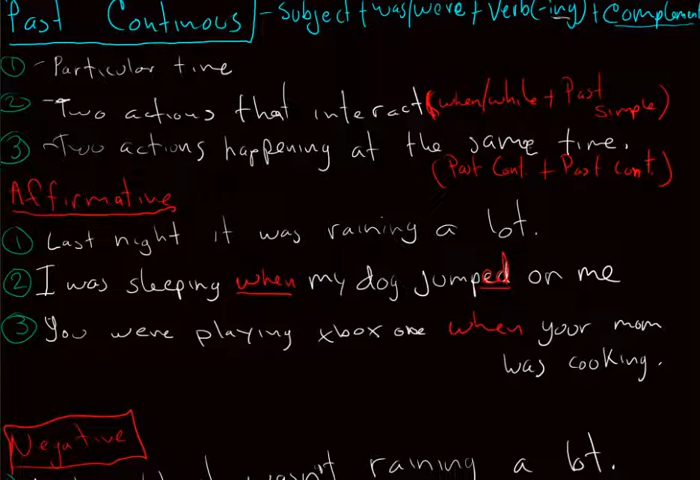 Past Continous - Subject + was/were + Verb(-ing) + Complemen
① - Particular time
② - Two actions that interact (when/while + Past simple)
③ - Two actions happening at the same time.
(Past Cont. + Past Cont.)
Affirmative
① Last night it was raining a lot.
② I was sleeping when my dog jumped on me
③ You were playing xbox one when your mom
was cooking.
Negative
wasn't raining a lot.